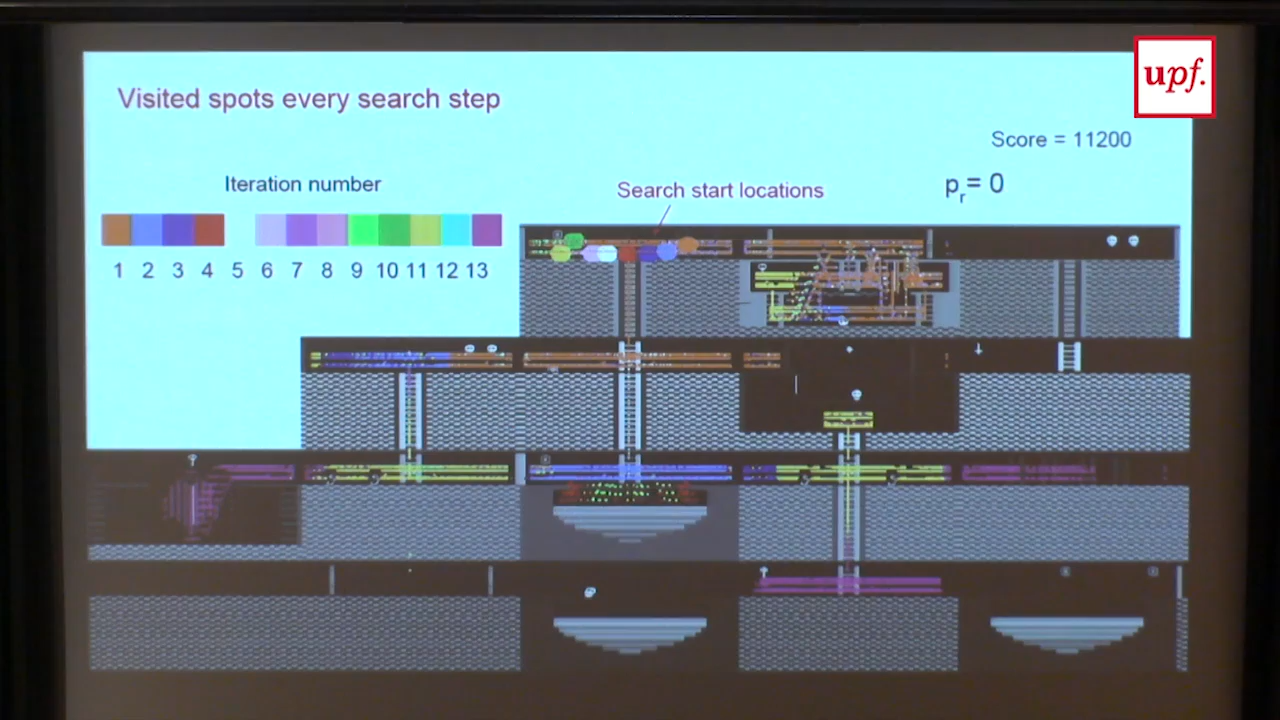 upf.
Visited spots every search step
Score = 11200
Iteration number
Search start locations
pr= 0
1 2 3 4 5 6 7 8 9 10 11 12 13